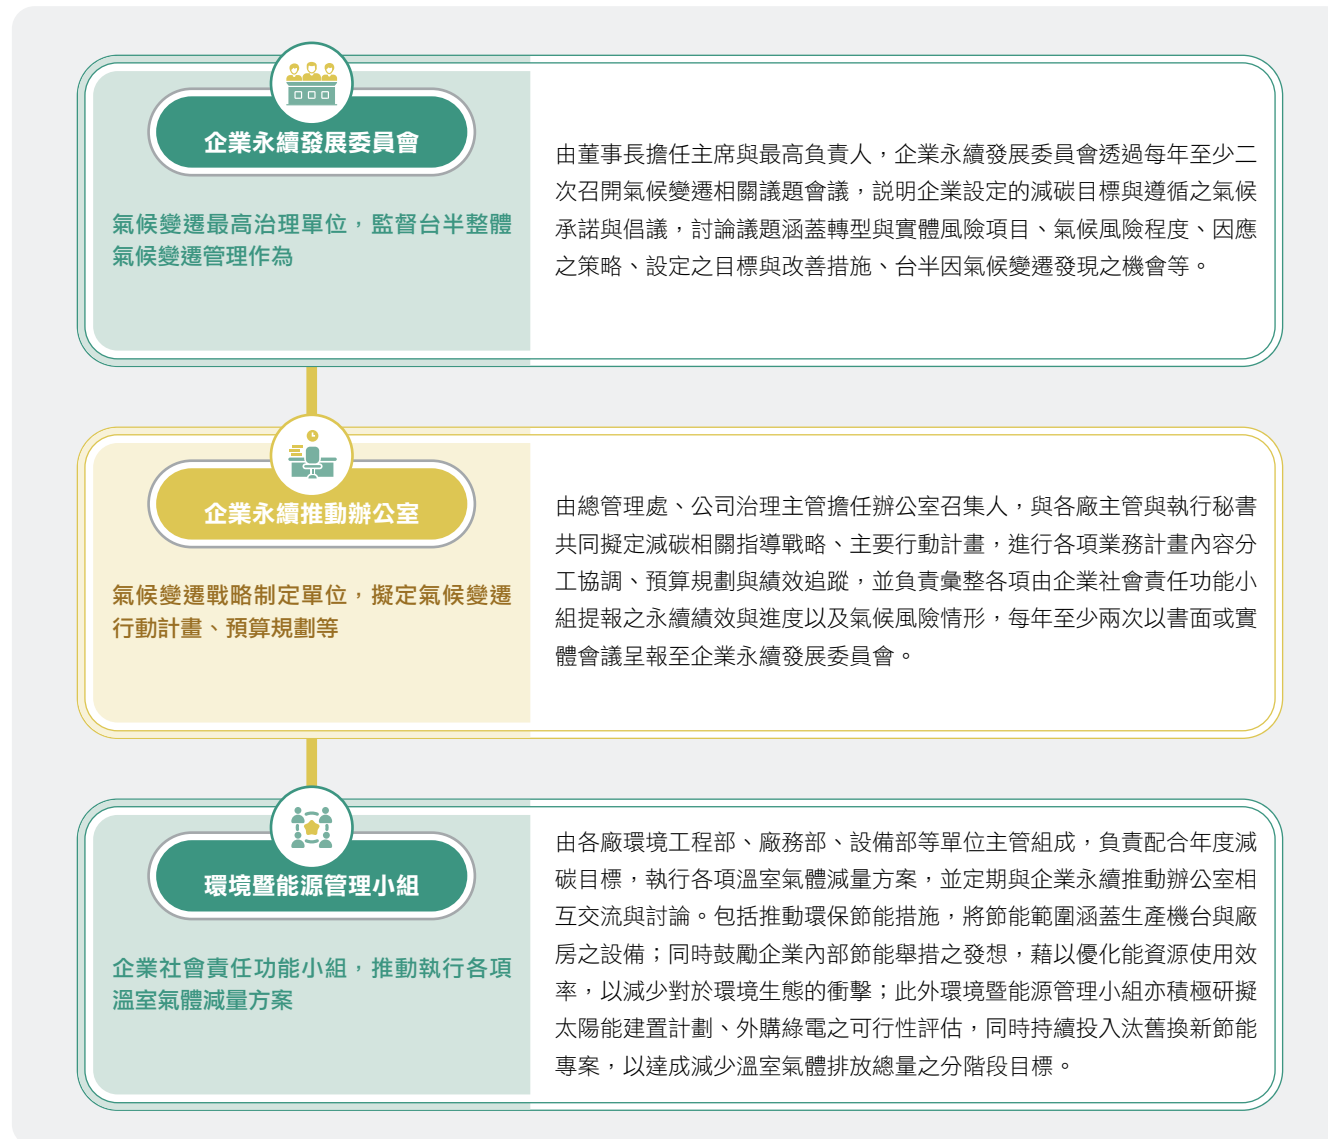 企業永續發展委員會
氣候變遷最高治理單位，監督台半整體
氣候變遷管理作為
由董事長擔任主席與最高負責人，企業永續發展委員會透過每年至少二
次召開氣候變遷相關議題會議，說明企業設定的減碳目標與遵循之氣候
承諾與倡議，討論議題涵蓋轉型與實體風險項目、氣候風險程度、因應
之策略、設定之目標與改善措施、台半因氣候變遷發現之機會等。
企業永續推動辦公室
氣候變遷戰略制定單位，擬定氣候變遷
行動計畫、預算規劃等
由總管理處、公司治理主管擔任辦公室召集人，與各廠主管與執行秘書
共同擬定減碳相關指導戰略、主要行動計畫，進行各項業務計畫內容分
工協調、預算規劃與績效追蹤，並負責彙整各項由企業社會責任功能小
組提報之永續績效與進度以及氣候風險情形，每年至少兩次以書面或實
體會議呈報至企業永續發展委員會。
環境暨能源管理小組
企業社會責任功能小組，推動執行各項
溫室氣體減量方案
由各廠環境工程部、廠務部、設備部等單位主管組成，負責配合年度減
碳目標，執行各項溫室氣體減量方案，並定期與企業永續推動辦公室相
互交流與討論。包括推動環保節能措施，將節能範圍涵蓋生產機台與廠
房之設備；同時鼓勵企業內部節能舉措之發想，藉以優化能資源使用效
率，以減少對於環境生態的衝擊；此外環境暨能源管理小組亦積極研擬
太陽能建置計劃、外購綠電之可行性評估，同時持續投入汰舊換新節能
專案，以達成減少溫室氣體排放總量之分階段目標。